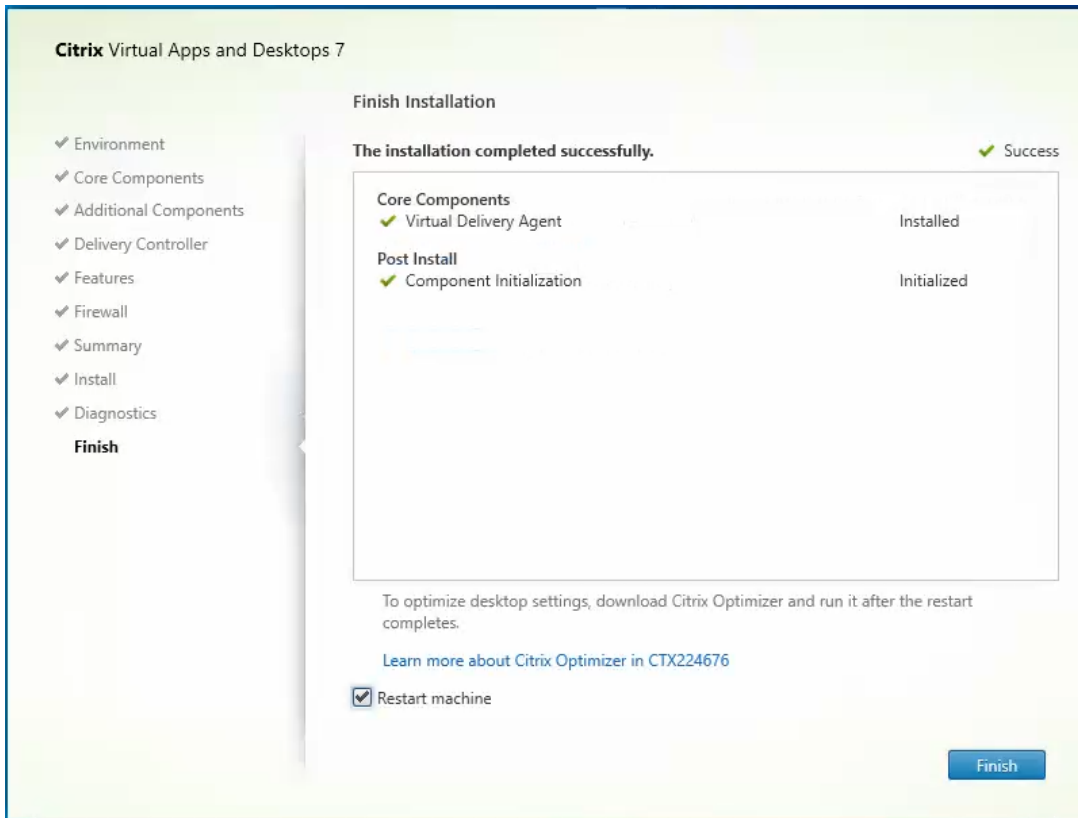 Citrix Virtual Apps and Desktops 7
Environment
Core Components
Additional Components
Delivery Controller
Features
Firewall
Summary
Install
Diagnostics
Finish
Finish Installation
The installation completed successfully.
Success
Core Components
Virtual Delivery Agent Installed
Post Install
Component Initialization Initialized
To optimize desktop settings, download Citrix Optimizer and run it after the restart
completes.
Learn more about Citrix Optimizer in CTX224676
Restart machine
Finish